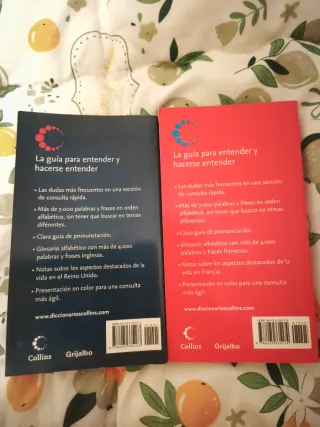 La guía para entender y
hacerse entender
• Las dudas más frecuentes en una sección
de consulta rápida.
• Más de 7.000 palabras y frases en orden
alfabético, sin tener que buscar en temas
diferentes.
• Clara guía de pronunciación.
• Glosario alfabético con más de 4.000
palabras y frases inglesas.
• Notas sobre los aspectos destacados de la
vida en el Reino Unido.
• Presentación en color para una consulta
más ágil.
www.diccionarioscollins.com
Collins
Grijalbo
La guía para entender y
hacerse entender
• Las dudas más frecuentes en una sección
de consulta rápida.
• Más de 7.000 palabras y frases en orden
alfabético, sin tener que buscar en temas
diferentes.
• Clara guía de pronunciación.
• Glosario alfabético con más de 4.000
palabras y frases francesas.
• Notas sobre los aspectos destacados de la
vida en Francia.
• Presentación en color para una consulta
más ágil.
www.diccionarioscollins.com
Collins
Grijalbo